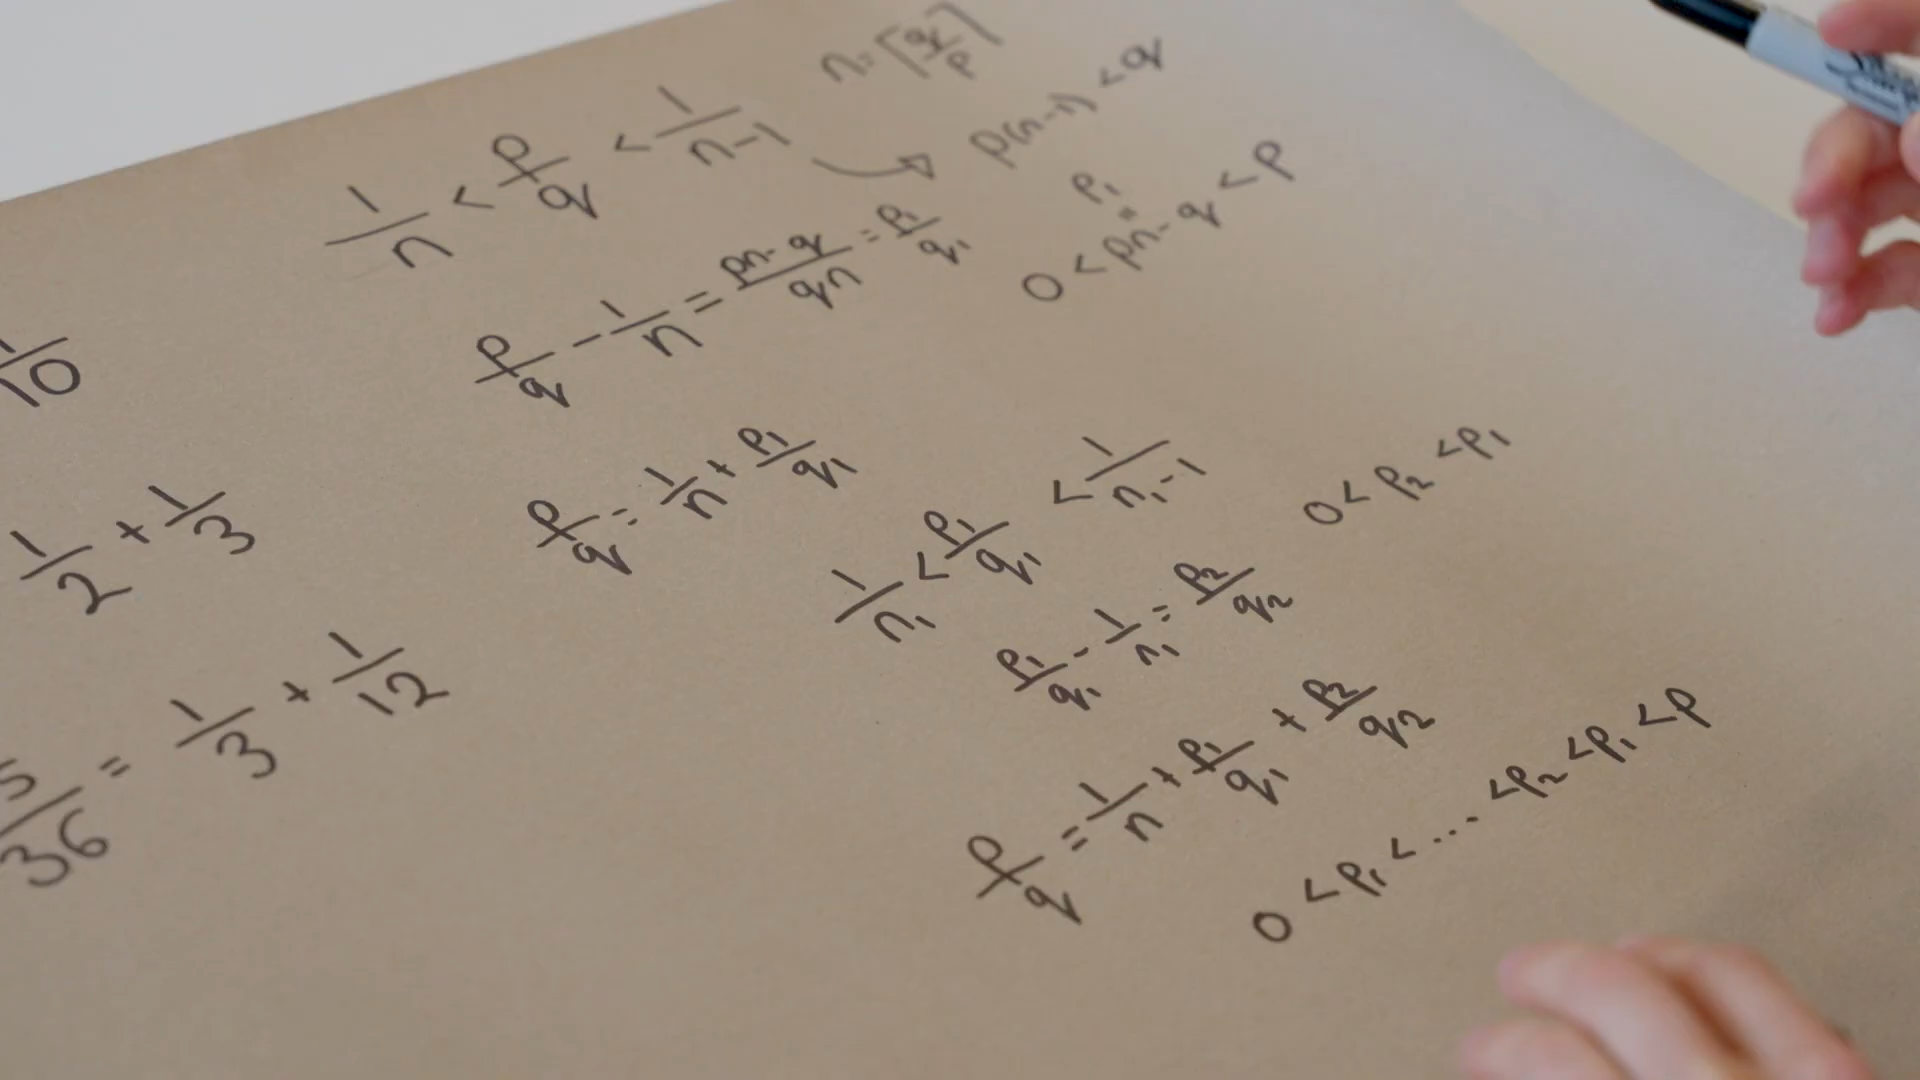 n = ⌈q/p⌉
1/n < p/q < 1/n-1
p(n-1) < q
p/q - 1/n = pn-q/qn = p₁/q₁
p₁
=
0 < pn-q < p
1/10
1/2 + 1/3
p/q = 1/n + p₁/q₁
1/n₁ < p₁/q₁ < 1/n₁-1
0 < p₂ < p₁
p₁/q₁ - 1/n₁ = p₂/q₂
5/36 = 1/3 + 1/12
p/q = 1/n + p₁/q₁ + p₂/q₂
0 < p₁ < ... < p₂ < p₁ < p